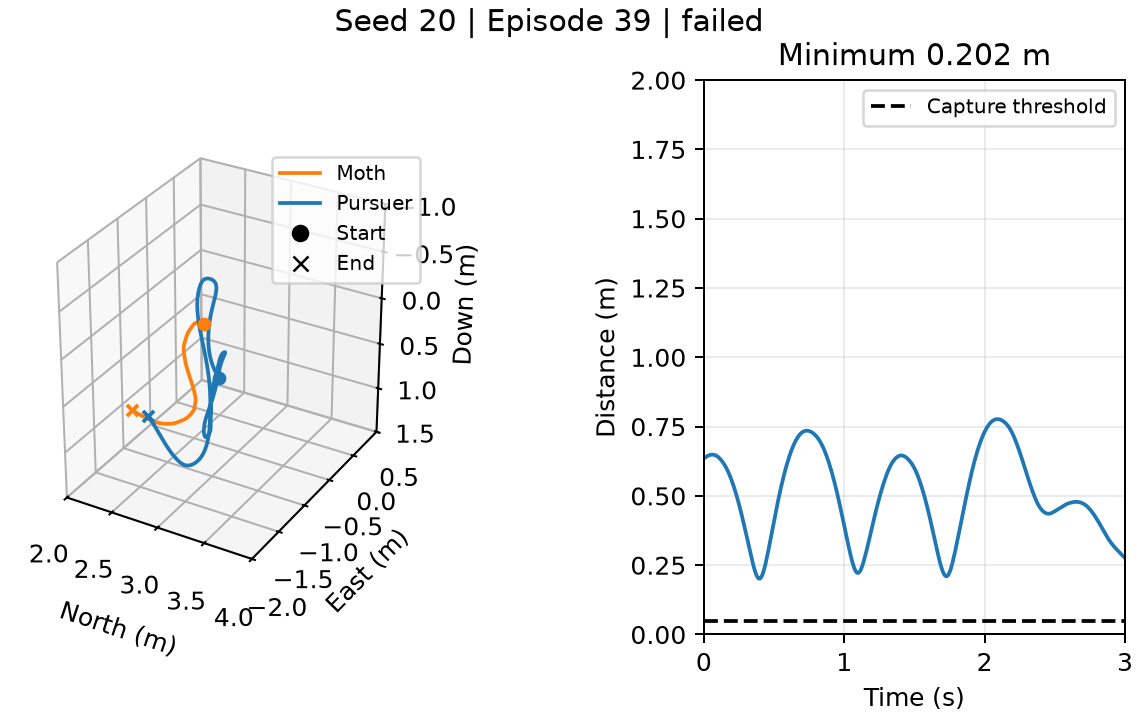 Seed 20 | Episode 39 | failed
Moth
Pursuer
Start
End
−1.0
−0.5
0.0
0.5
1.0
1.5
Down (m)
0.5
0.0
−0.5
−1.0
−1.5
−2.0
East (m)
2.0
2.5
3.0
3.5
4.0
North (m)
Minimum 0.202 m
Capture threshold
2.00
1.75
1.50
1.25
1.00
0.75
0.50
0.25
0.00
Distance (m)
0 1 2 3
Time (s)